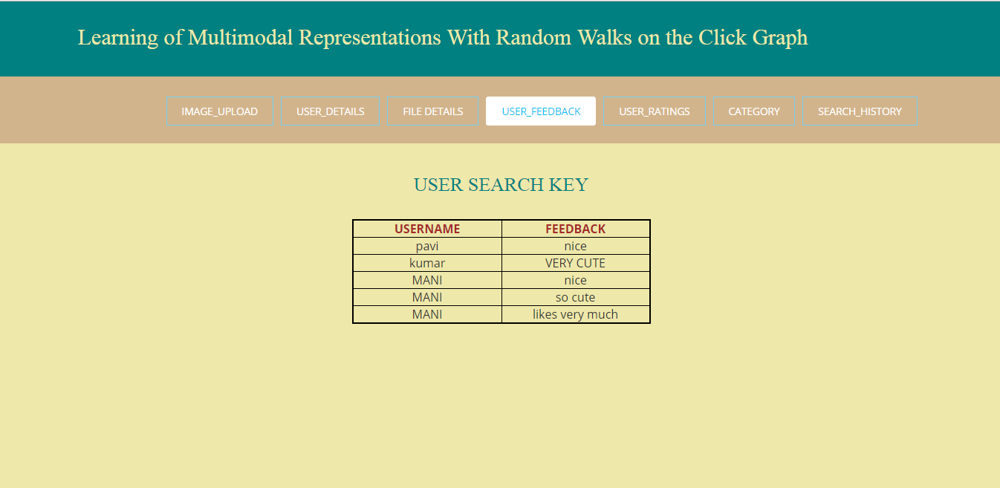 Learning of Multimodal Representations With Random Walks on the Click Graph
IMAGE_UPLOAD USER_DETAILS FILE DETAILS USER_FEEDBACK USER_RATINGS CATEGORY SEARCH_HISTORY
USER SEARCH KEY
USERNAME FEEDBACK
pavi nice
kumar VERY CUTE
MANI nice
MANI so cute
MANI likes very much